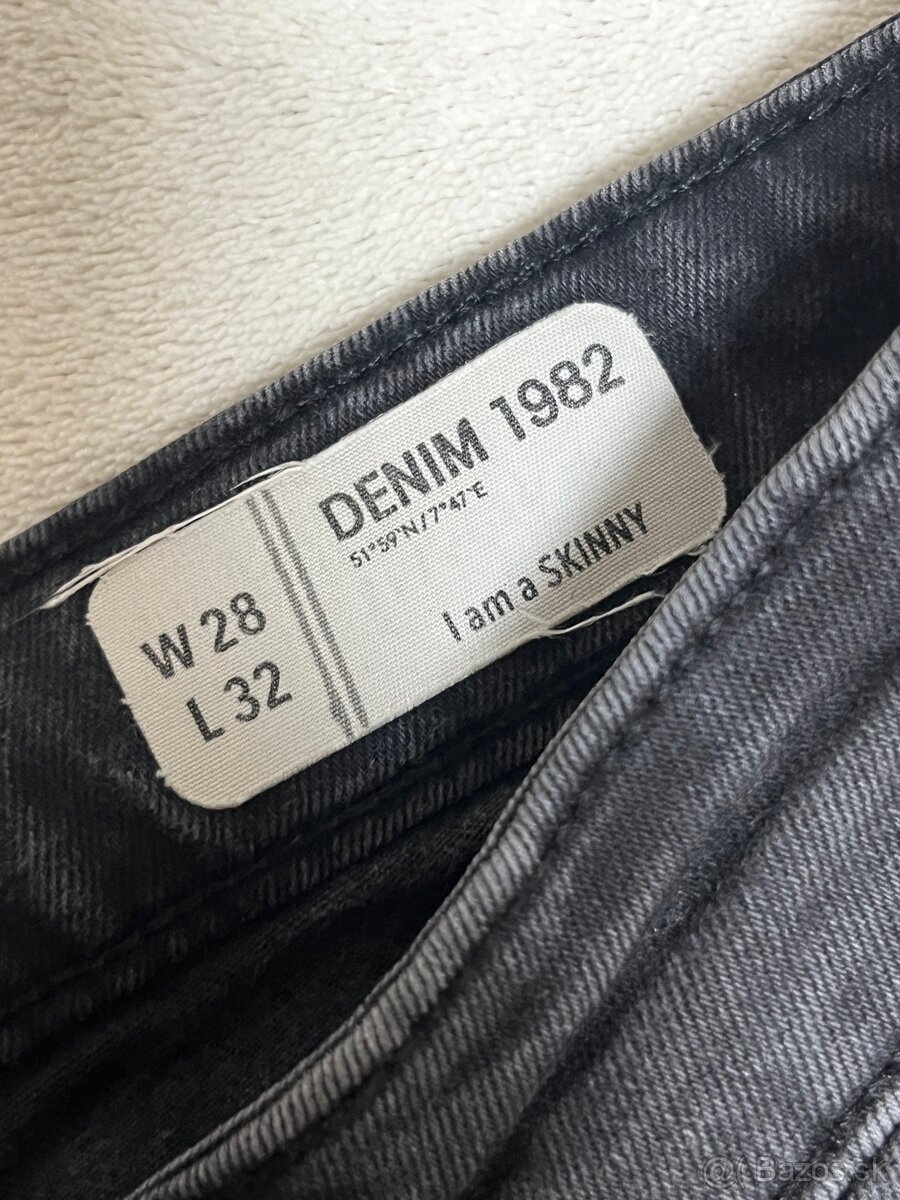 DENIM 1982
51°59'N/7°47'E
I am a SKINNY
W 28
L 32
Bazos.sk